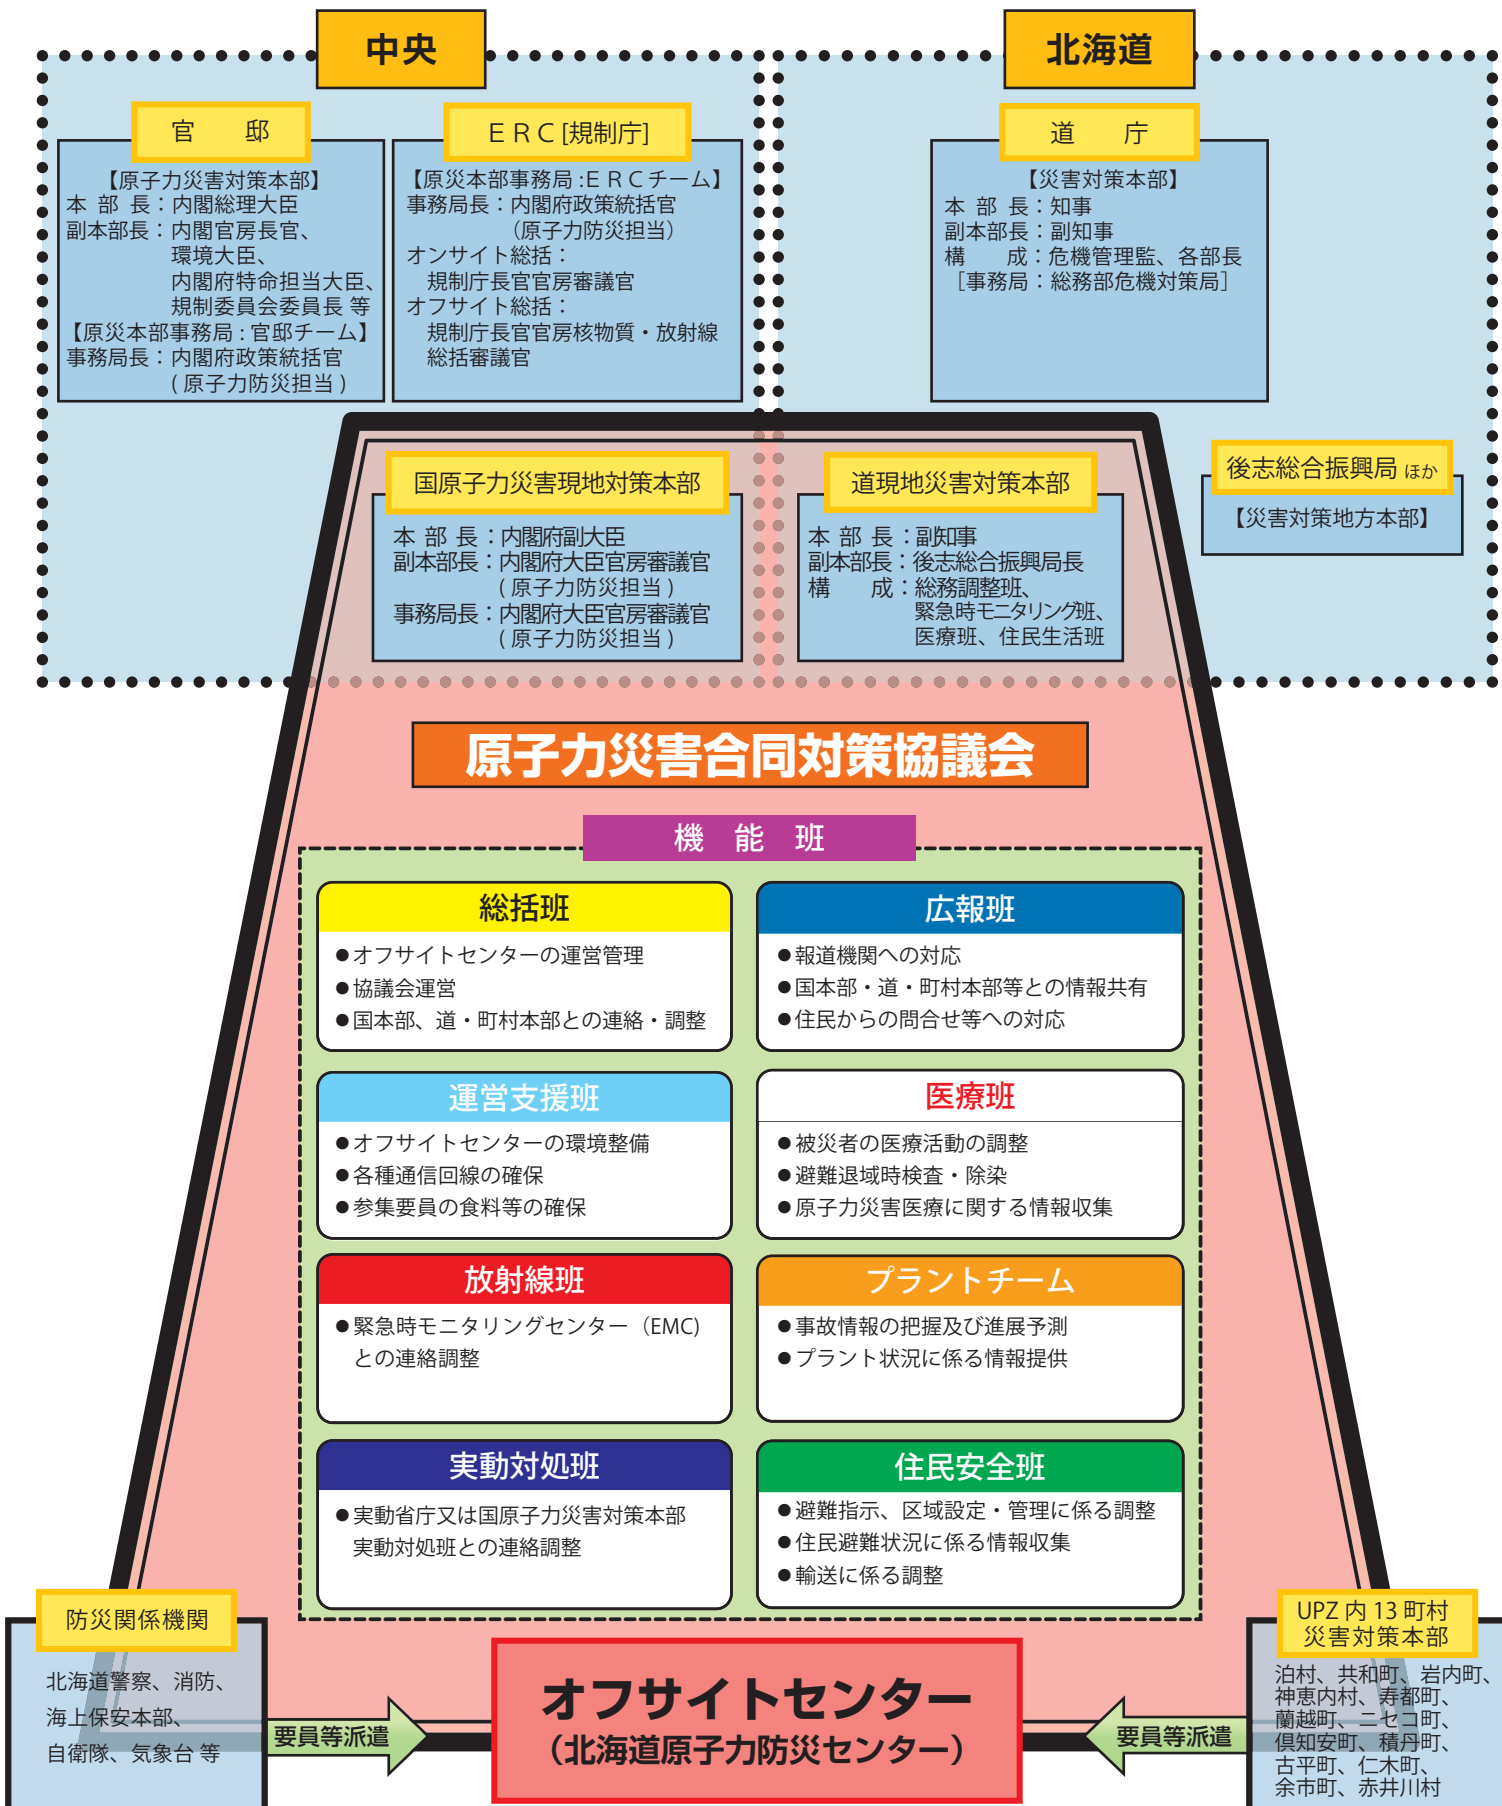 中央
官　邸
【原子力災害対策本部】
本 部 長：内閣総理大臣
副本部長：内閣官房長官、
環境大臣、
内閣府特命担当大臣、
規制委員会委員長 等
【原災本部事務局：官邸チーム】
事務局長：内閣府政策統括官
(原子力防災担当)
ＥＲＣ[規制庁]
【原災本部事務局：ＥＲＣチーム】
事務局長：内閣府政策統括官
（原子力防災担当）
オンサイト総括：
規制庁長官官房審議官
オフサイト総括：
規制庁長官官房核物質・放射線
総括審議官
北海道
道　庁
【災害対策本部】
本 部 長：知事
副本部長：副知事
構　　成：危機管理監、各部長
［事務局：総務部危機対策局］
国原子力災害現地対策本部
本 部 長：内閣府副大臣
副本部長：内閣府大臣官房審議官
(原子力防災担当)
事務局長：内閣府大臣官房審議官
(原子力防災担当)
道現地災害対策本部
本 部 長：副知事
副本部長：後志総合振興局長
構　　成：総務調整班、
緊急時モニタリング班、
医療班、住民生活班
後志総合振興局 ほか
【災害対策地方本部】
原子力災害合同対策協議会
機　能　班
総括班
●オフサイトセンターの運営管理
●協議会運営
●国本部、道・町村本部との連絡・調整
広報班
●報道機関への対応
●国本部・道・町村本部等との情報共有
●住民からの問合せ等への対応
運営支援班
●オフサイトセンターの環境整備
●各種通信回線の確保
●参集要員の食料等の確保
医療班
●被災者の医療活動の調整
●避難退域時検査・除染
●原子力災害医療に関する情報収集
放射線班
●緊急時モニタリングセンター（EMC)
との連絡調整
プラントチーム
●事故情報の把握及び進展予測
●プラント状況に係る情報提供
実動対処班
●実動省庁又は国原子力災害対策本部
実動対処班との連絡調整
住民安全班
●避難指示、区域設定・管理に係る調整
●住民避難状況に係る情報収集
●輸送に係る調整
防災関係機関
北海道警察、消防、
海上保安本部、
自衛隊、気象台 等
要員等派遣
オフサイトセンター
（北海道原子力防災センター）
要員等派遣
UPZ 内 13 町村
災害対策本部
泊村、共和町、岩内町、
神恵内村、寿都町、
蘭越町、ニセコ町、
倶知安町、積丹町、
古平町、仁木町、
余市町、赤井川村